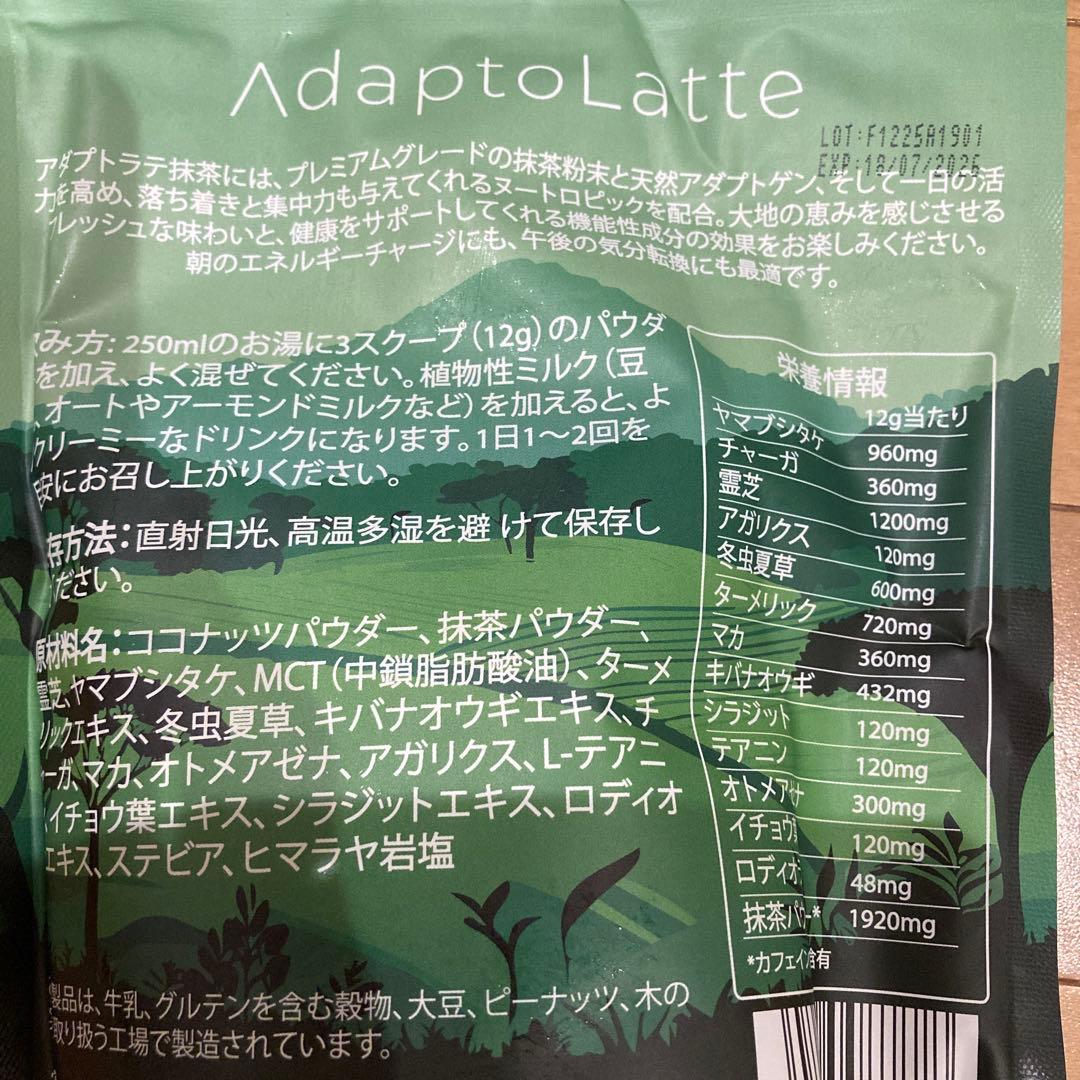 AdaptoLatte
LOT:F1225A1901
EXP:18/07/2026
アダプトラテ抹茶には、プレミアムグレードの抹茶粉末と天然アダプトゲン、そして一日の活
力を高め、落ち着きと集中力も与えてくれるヌートロピックを配合。大地の恵みを感じさせる
レッシュな味わいと、健康をサポートしてくれる機能性成分の効果をお楽しみください。
朝のエネルギーチャージにも、午後の気分転換にも最適です。
み方: 250mlのお湯に3スクープ(12g)のパウダ
を加え、よく混ぜてください。植物性ミルク(豆
、オートやアーモンドミルクなど)を加えると、よ
クリーミーなドリンクになります。1日1〜2回を
安にお召し上がりください。
存方法：直射日光、高温多湿を避 けて保存し
ださい。
原材料名：ココナッツパウダー、抹茶パウダー、
霊芝、ヤマブシタケ、MCT(中鎖脂肪酸油)、ターメ
リックエキス、冬虫夏草、キバナオウギエキス、チ
ーガ、マカ、オトメアゼナ、アガリクス、L-テアニ
、イチョウ葉エキス、シラジットエキス、ロディオ
エキス、ステビア、ヒマラヤ岩塩
製品は、牛乳、グルテンを含む穀物、大豆、ピーナッツ、木の
取り扱う工場で製造されています。
栄養情報
12g当たり
ヤマブシタケ 960mg
チャーガ 360mg
霊芝 1200mg
アガリクス 120mg
冬虫夏草 600mg
ターメリック 720mg
マカ 360mg
キバナオウギ 432mg
シラジット 120mg
テアニン 120mg
オトメアゼナ 300mg
イチョウ 120mg
ロディオ 48mg
抹茶パウ ー* 1920mg
*カフェイン含有